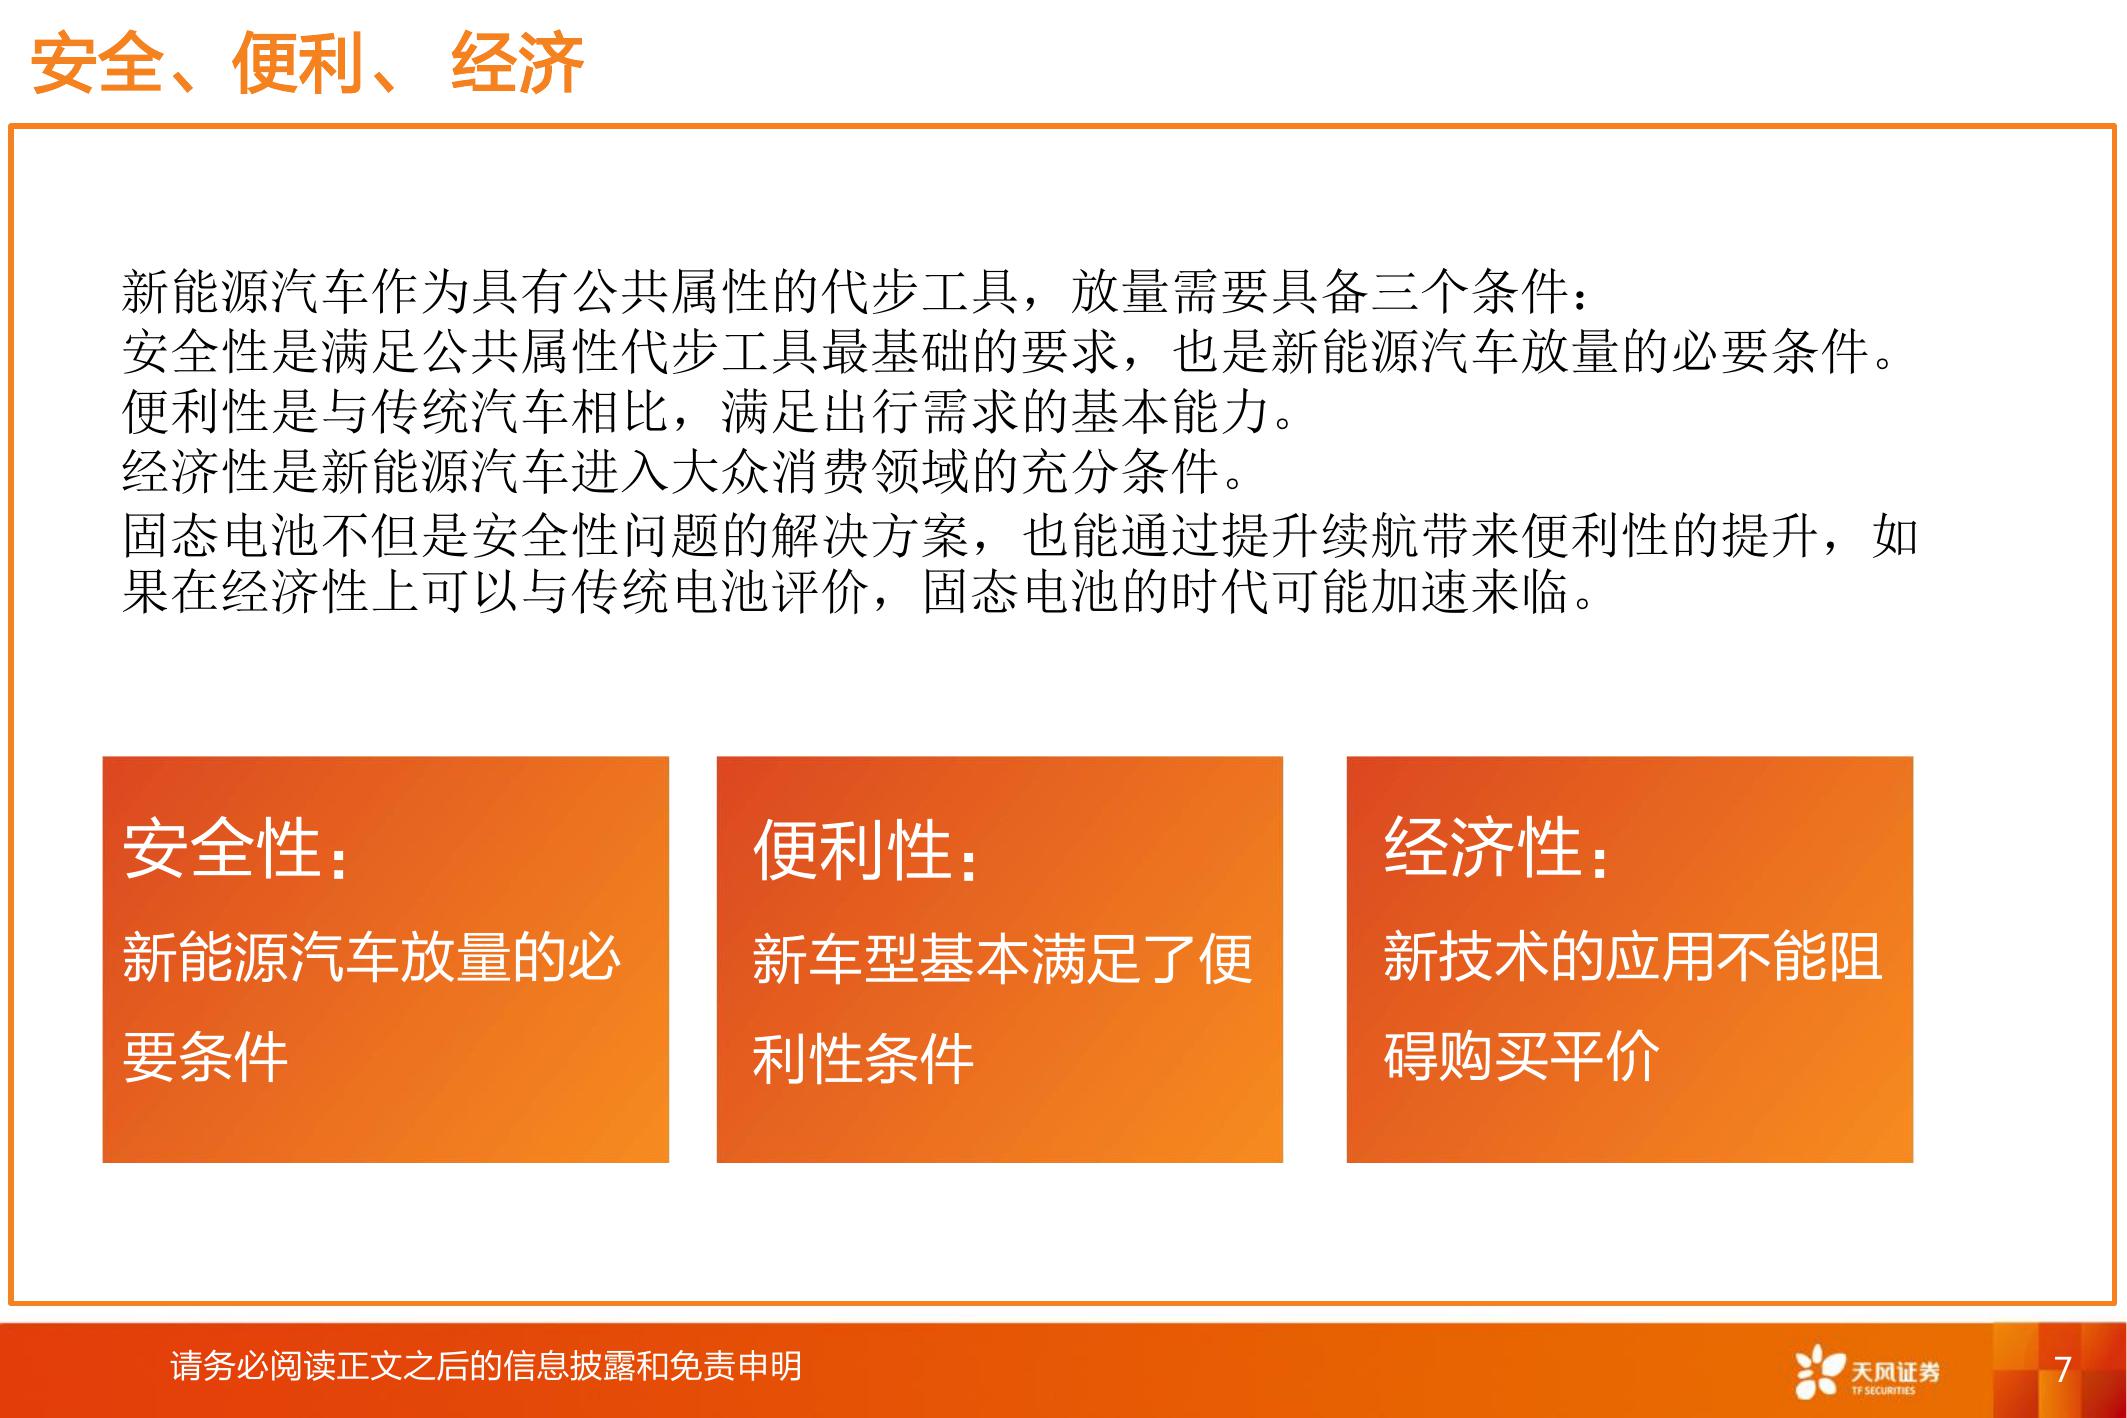 安全、便利、 经济
新能源汽车作为具有公共属性的代步工具，放量需要具备三个条件：
安全性是满足公共属性代步工具最基础的要求，也是新能源汽车放量的必要条件。
便利性是与传统汽车相比，满足出行需求的基本能力。
经济性是新能源汽车进入大众消费领域的充分条件。
固态电池不但是安全性问题的解决方案，也能通过提升续航带来便利性的提升，如
果在经济性上可以与传统电池评价，固态电池的时代可能加速来临。
安全性：
新能源汽车放量的必
要条件
便利性：
新车型基本满足了便
利性条件
经济性：
新技术的应用不能阻
碍购买平价
请务必阅读正文之后的信息披露和免责申明
天风证券
TF SECURITIES
7